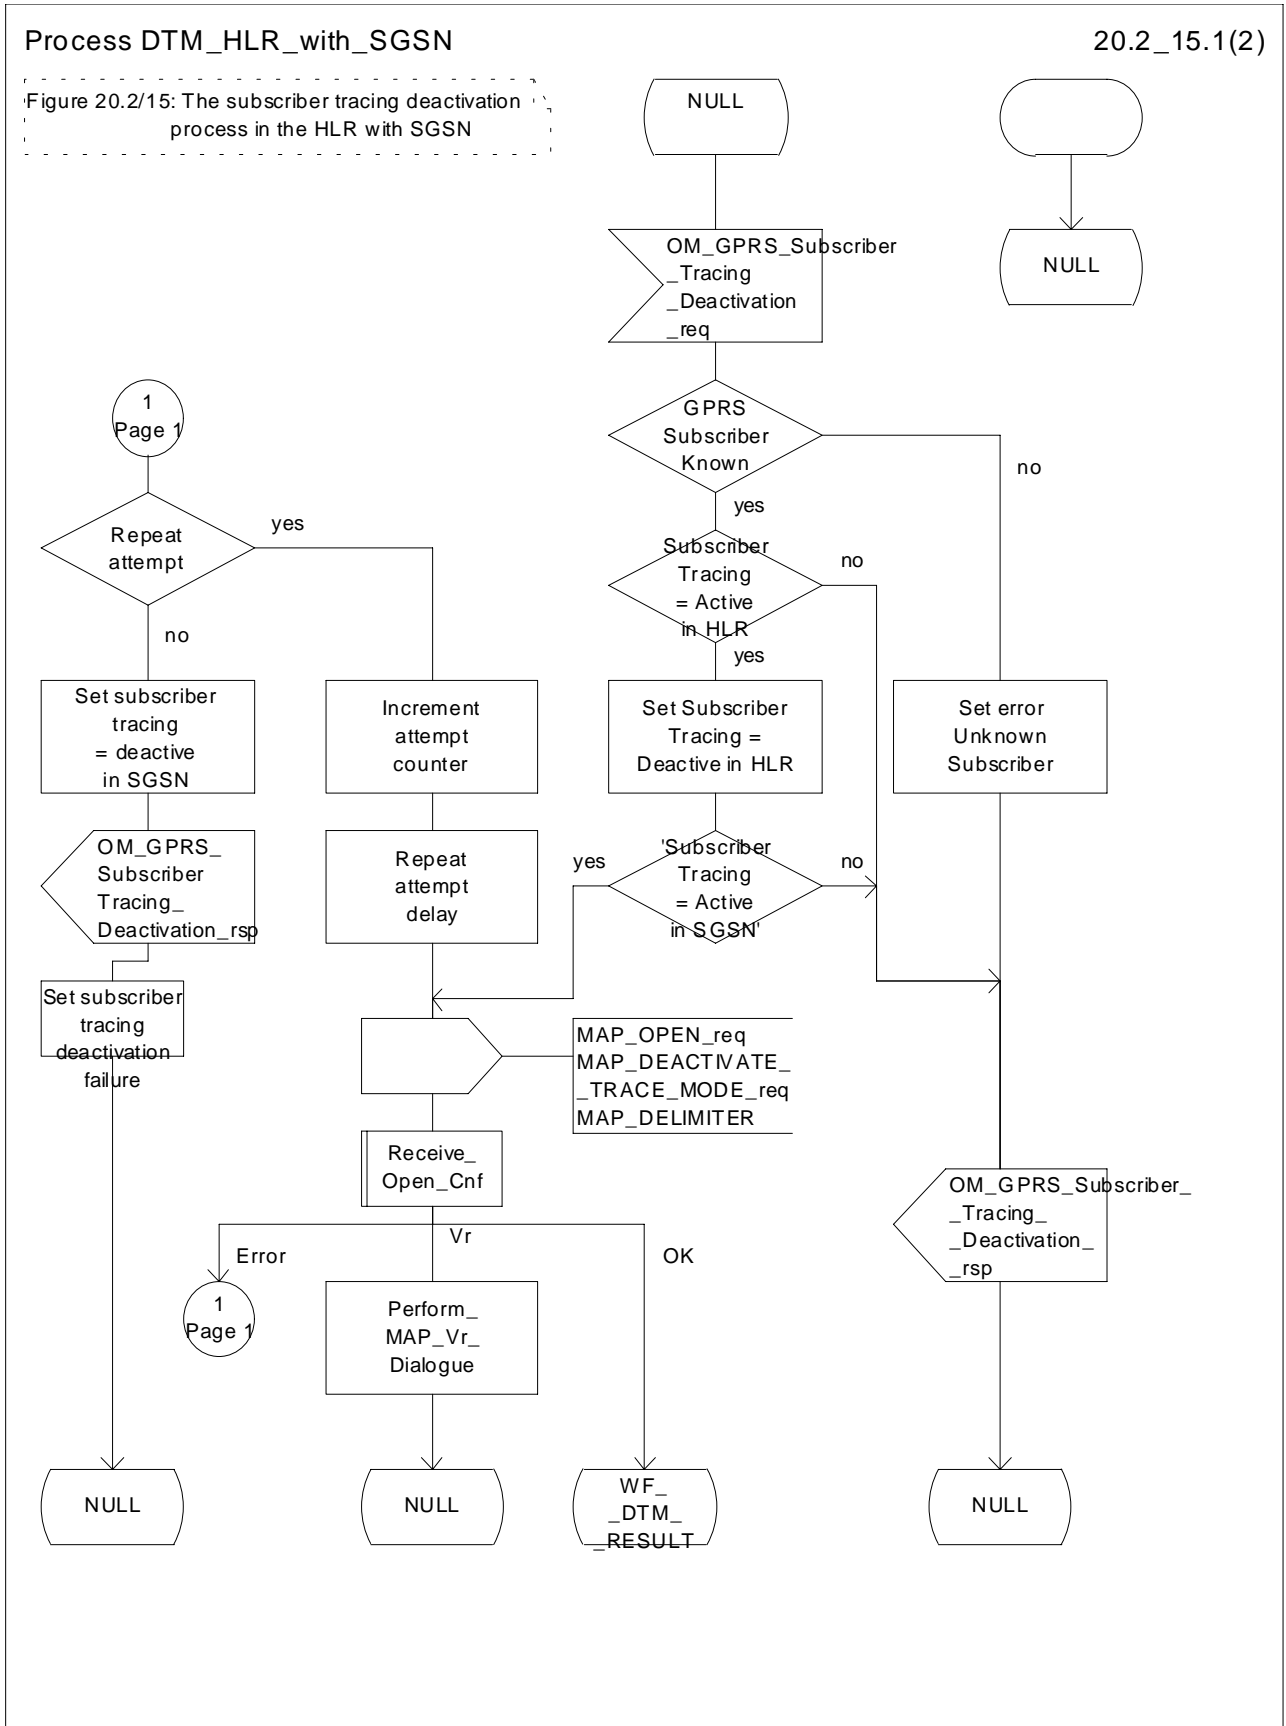 Process DTM_HLR_with_SGSN
20.2_15.1(2)
Figure 20.2/15: The subscriber tracing deactivation
process in the HLR with SGSN
NULL
NULL
OM_GPRS_Subscriber
_Tracing
_Deactivation
_req
1
Page 1
GPRS
Subscriber
Known
no
yes
Repeat
attempt
yes
no
Subscriber
Tracing
= Active
in HLR
no
yes
Set subscriber
tracing
= deactive
in SGSN
Increment
attempt
counter
Set Subscriber
Tracing =
Deactive in HLR
Set error
Unknown
Subscriber
OM_GPRS_
Subscriber
Tracing_
Deactivation_rsp
Repeat
attempt
delay
yes
'Subscriber
Tracing
= Active
in SGSN'
no
Set subscriber
tracing
deactivation
failure
MAP_OPEN_req
MAP_DEACTIVATE_
_TRACE_MODE_req
MAP_DELIMITER
Receive_
Open_Cnf
OM_GPRS_Subscriber_
_Tracing_
_Deactivation_
_rsp
Error
Vr
OK
1
Page 1
Perform_
MAP_Vr_
Dialogue
NULL
NULL
WF_
_DTM_
_RESULT
NULL